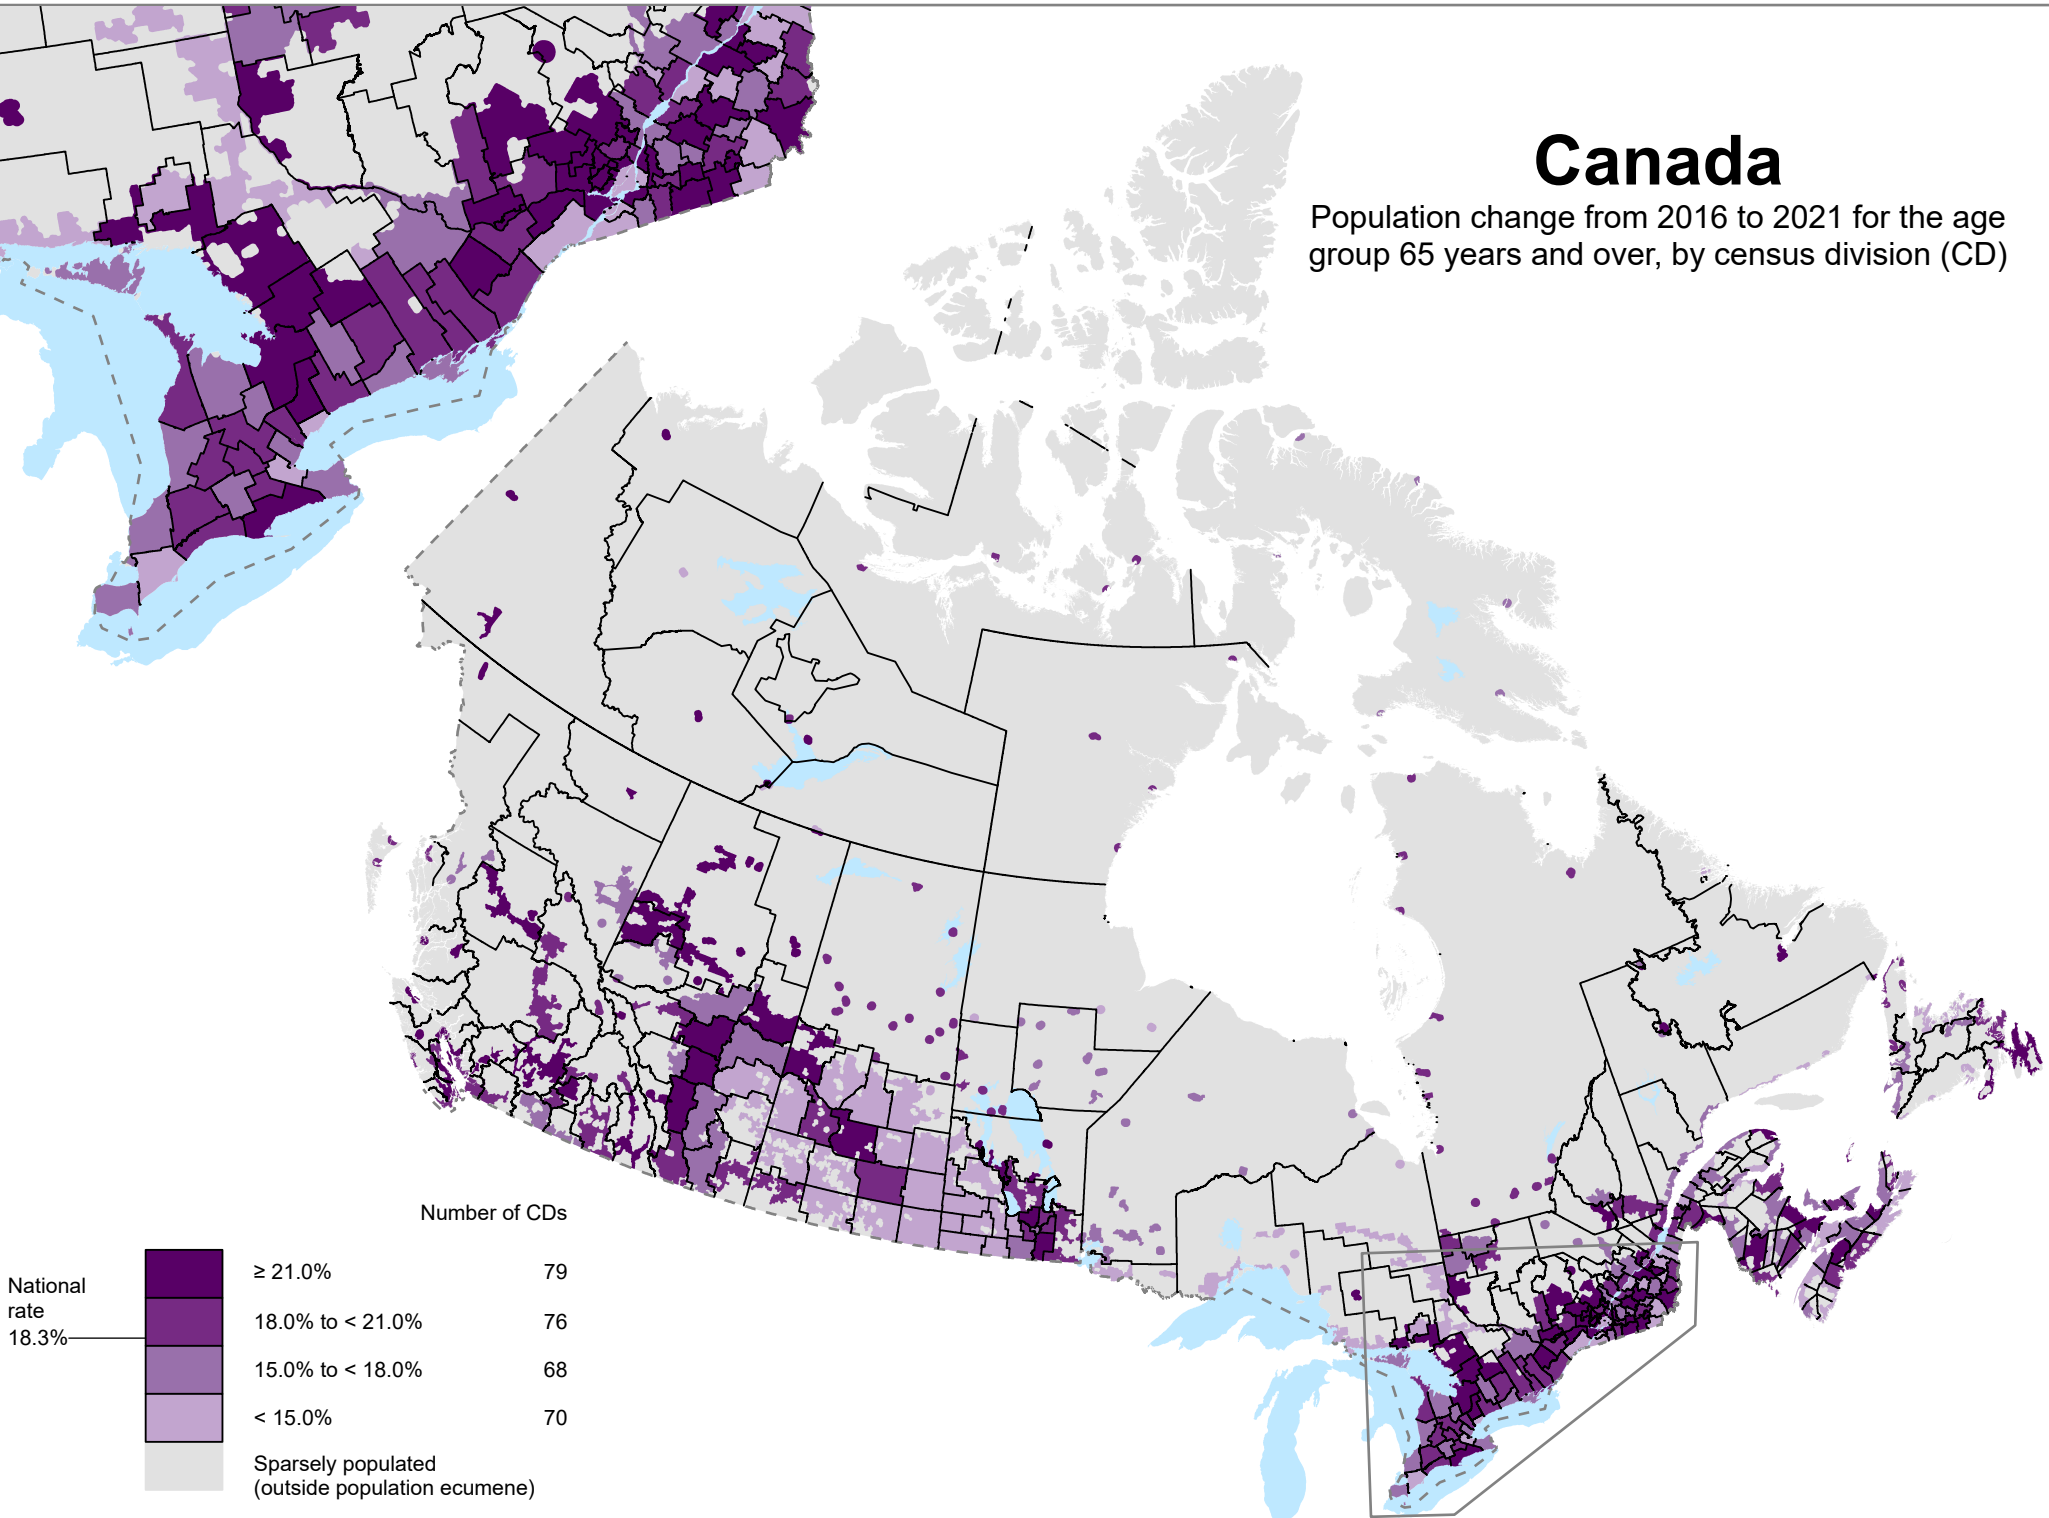 Canada
Population change from 2016 to 2021 for the age
group 65 years and over, by census division (CD)
Number of CDs
National
rate
18.3%
≥ 21.0% 79
18.0% to < 21.0% 76
15.0% to < 18.0% 68
< 15.0% 70
Sparsely populated
(outside population ecumene)